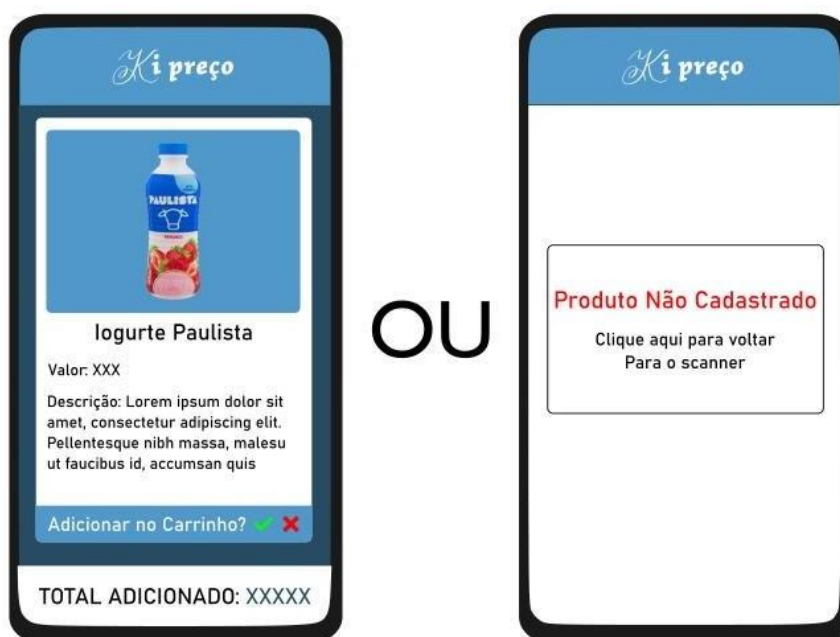 Ki preço
PAULISTA
Iogurte Paulista
Valor: XXX
Descrição: Lorem ipsum dolor sit
amet, consectetur adipiscing elit.
Pellentesque nibh massa, malesu
ut faucibus id, accumsan quis
Adicionar no Carrinho?
TOTAL ADICIONADO: XXXXX
OU
Ki preço
Produto Não Cadastrado
Clique aqui para voltar
Para o scanner